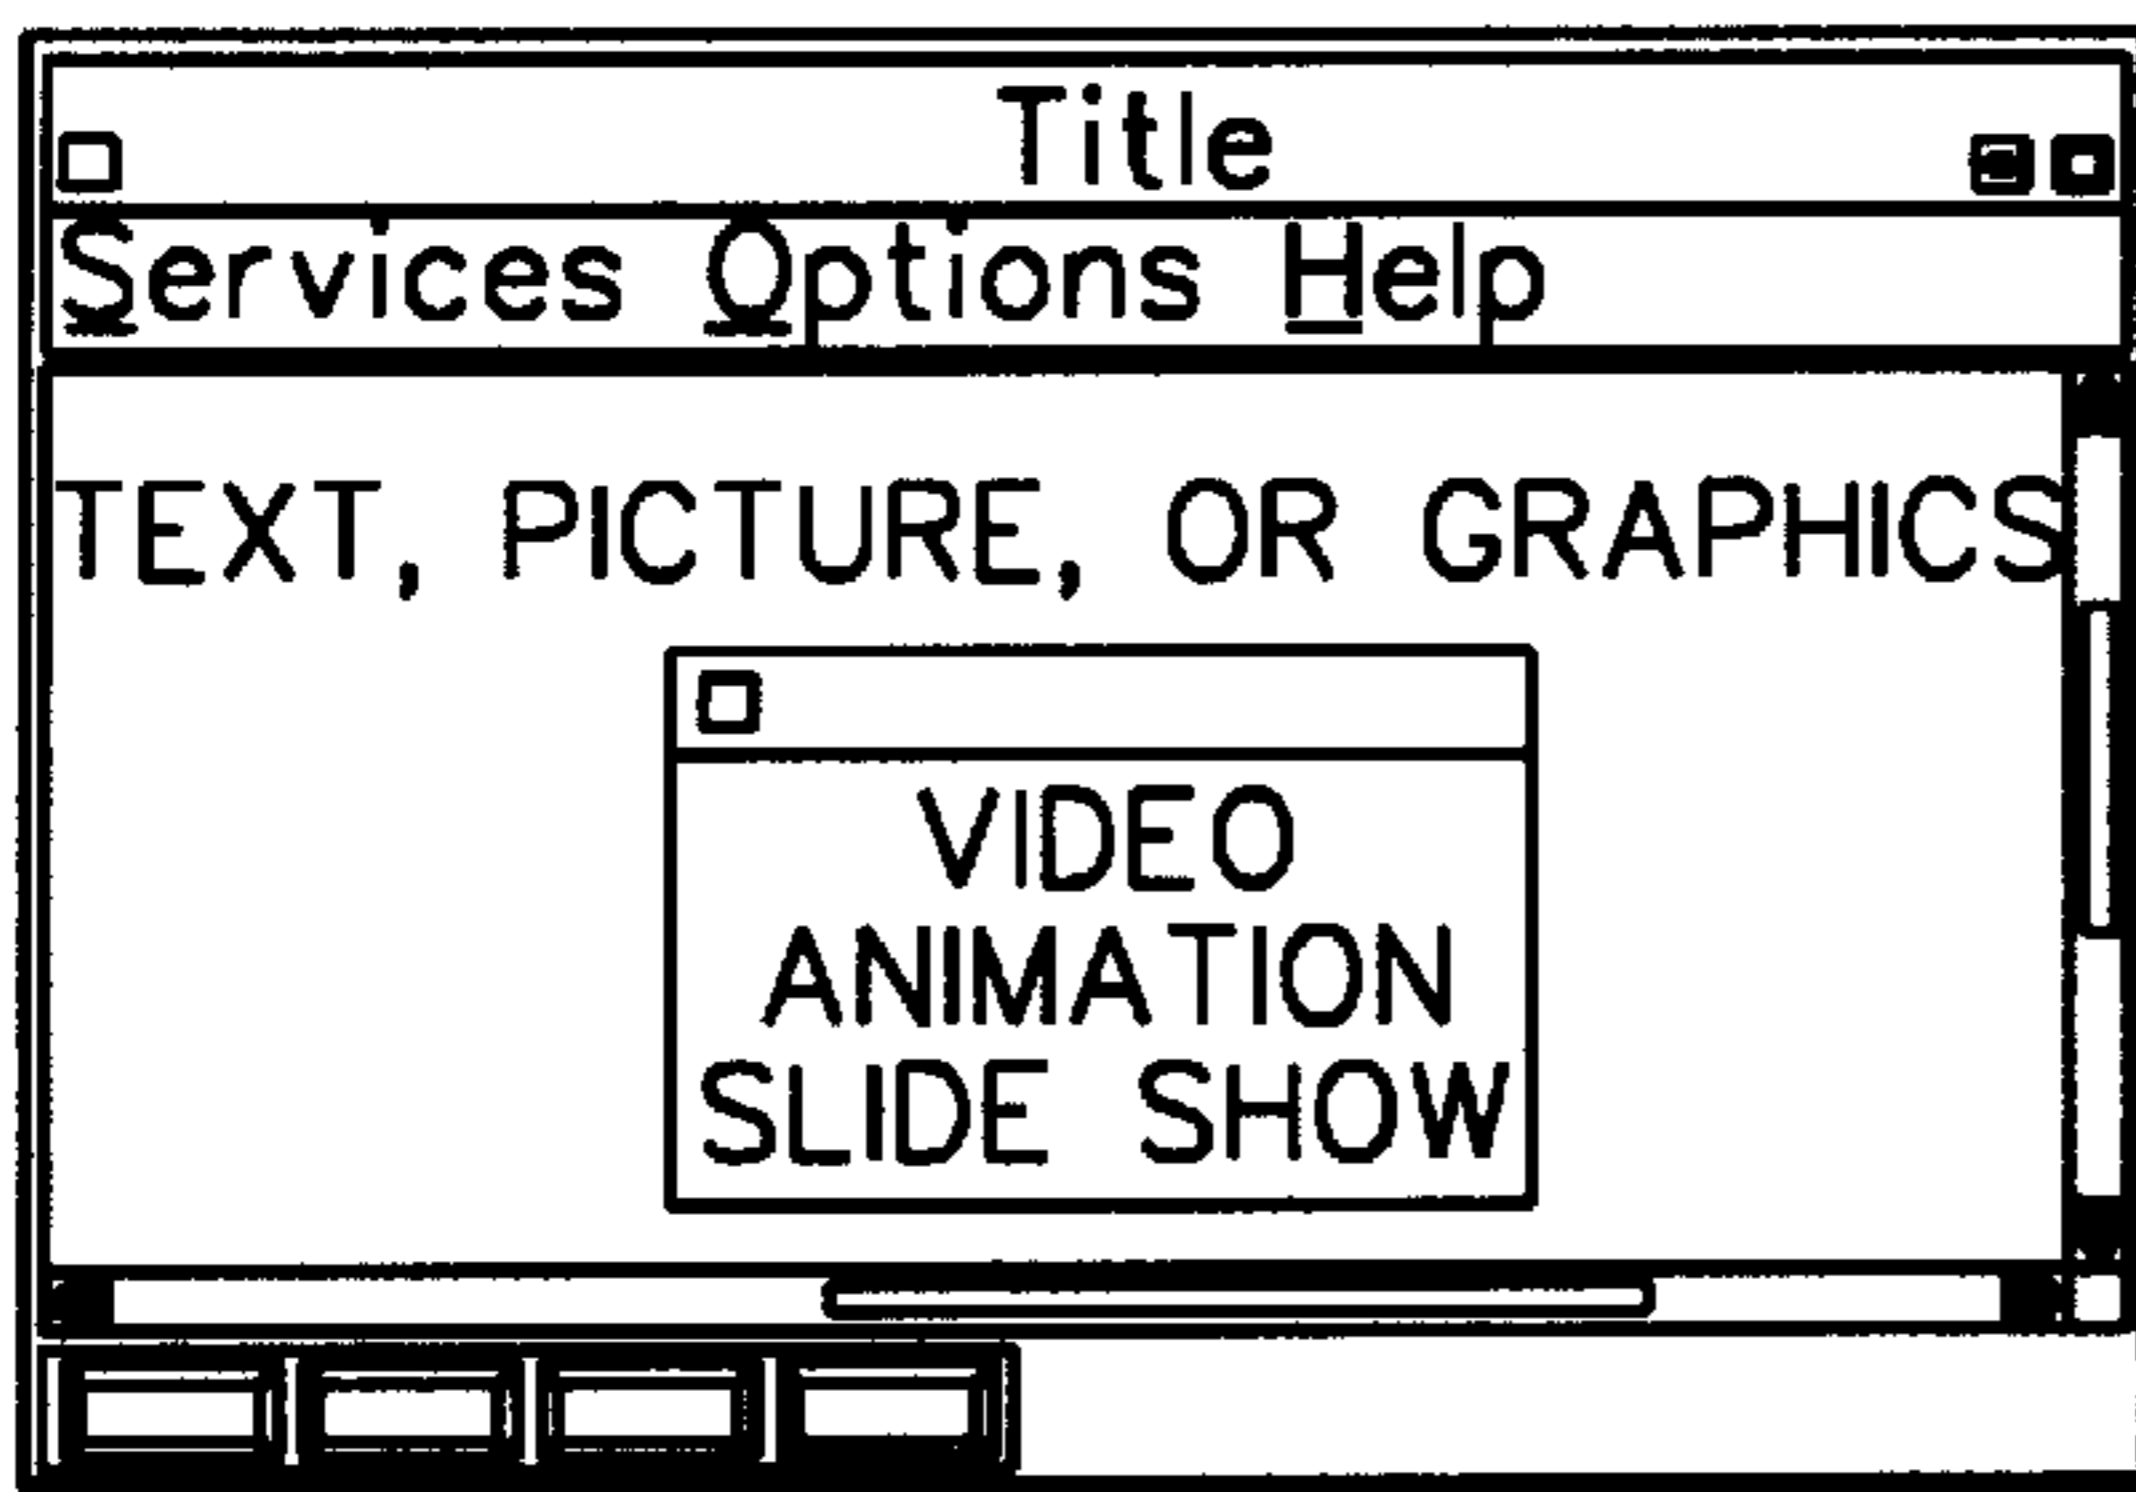 Title
Services Options Help
TEXT, PICTURE, OR GRAPHICS
VIDEO
ANIMATION
SLIDE SHOW